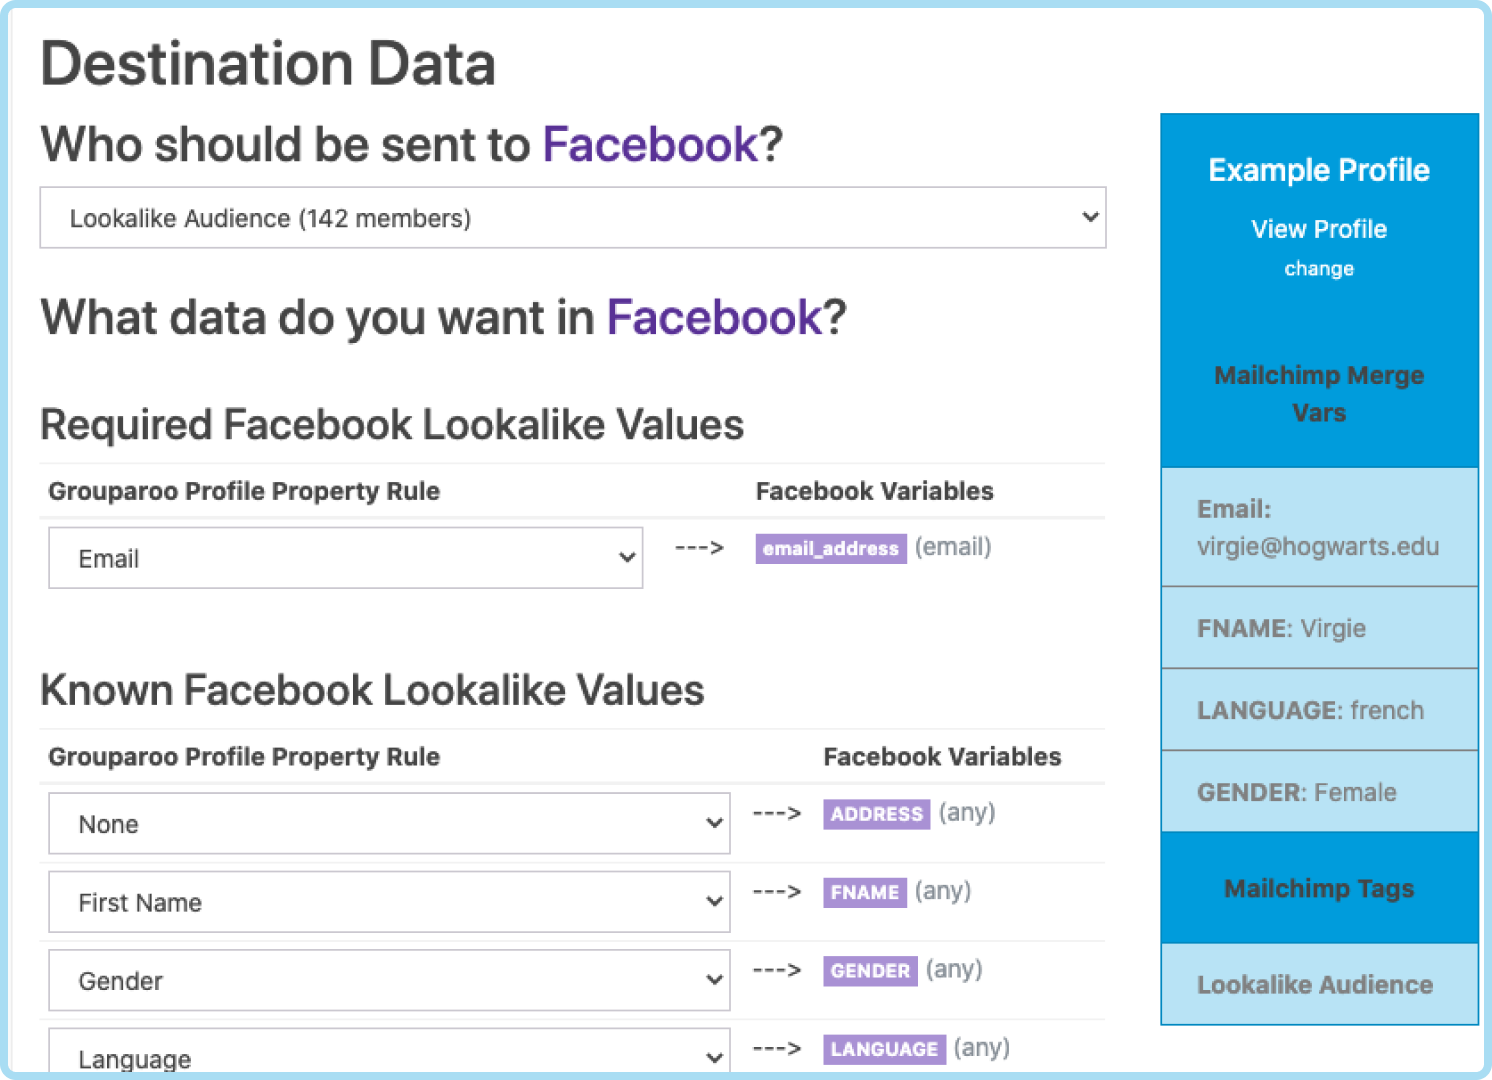 Destination Data
Who should be sent to Facebook?
Lookalike Audience (142 members)
What data do you want in Facebook?
Required Facebook Lookalike Values
Grouparoo Profile Property Rule Facebook Variables
Email ---> email_address (email)
Known Facebook Lookalike Values
Grouparoo Profile Property Rule Facebook Variables
None ---> ADDRESS (any)
First Name ---> FNAME (any)
Gender ---> GENDER (any)
Language ---> LANGUAGE (any)
Example Profile
View Profile
change
Mailchimp Merge
Vars
Email:
virgie@hogwarts.edu
FNAME: Virgie
LANGUAGE: french
GENDER: Female
Mailchimp Tags
Lookalike Audience